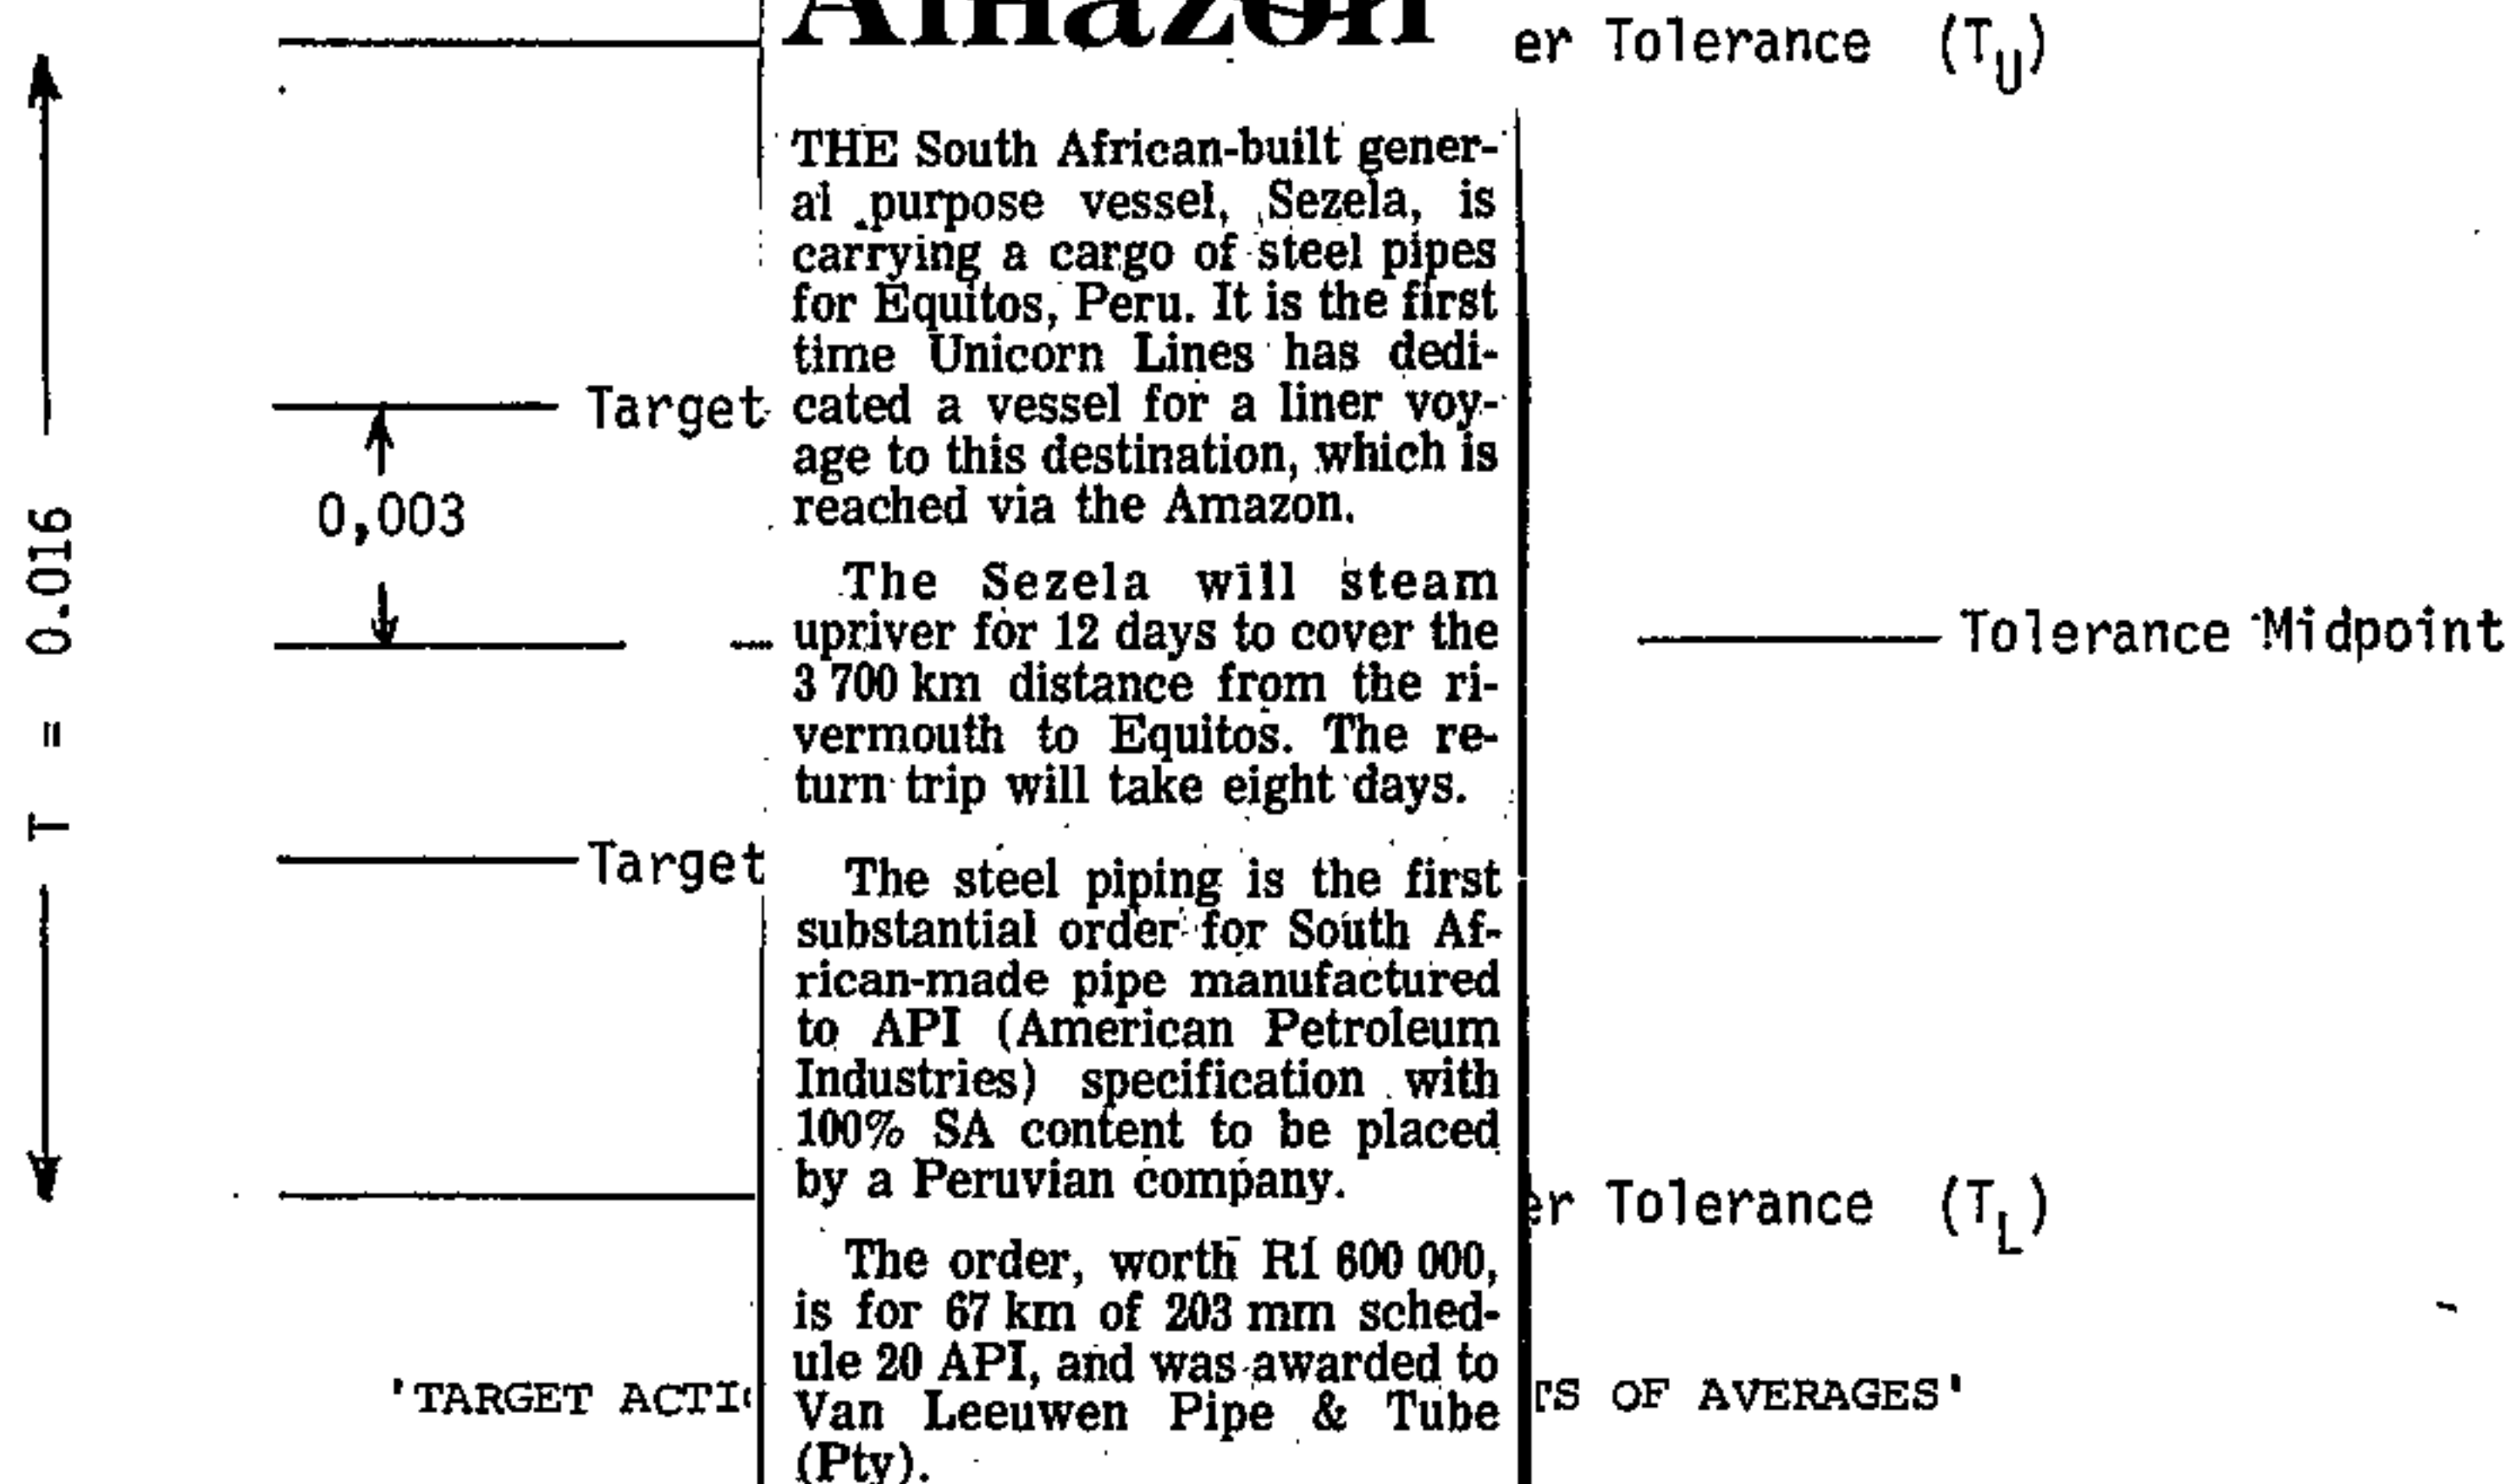 Amazon
THE South African-built gener-
al purpose vessel, Sezela, is
carrying a cargo of steel pipes
for Equitos, Peru. It is the first
time Unicorn Lines has dedi-
cated a vessel for a liner voy-
age to this destination, which is
reached via the Amazon.
The Sezela will steam
upriver for 12 days to cover the
3 700 km distance from the ri-
vermouth to Equitos. The re-
turn trip will take eight days.
The steel piping is the first
substantial order for South Af-
rican-made pipe manufactured
to API (American Petroleum
Industries) specification with
100% SA content to be placed
by a Peruvian company.
The order, worth R1 600 000,
is for 67 km of 203 mm sched-
ule 20 API, and was awarded to
Van Leeuwen Pipe & Tube
(Pty).
er Tolerance (TU)
Target
0,003
T = 0.016
Tolerance Midpoint
Target
er Tolerance (TL)
'TARGET ACTI
TS OF AVERAGES'